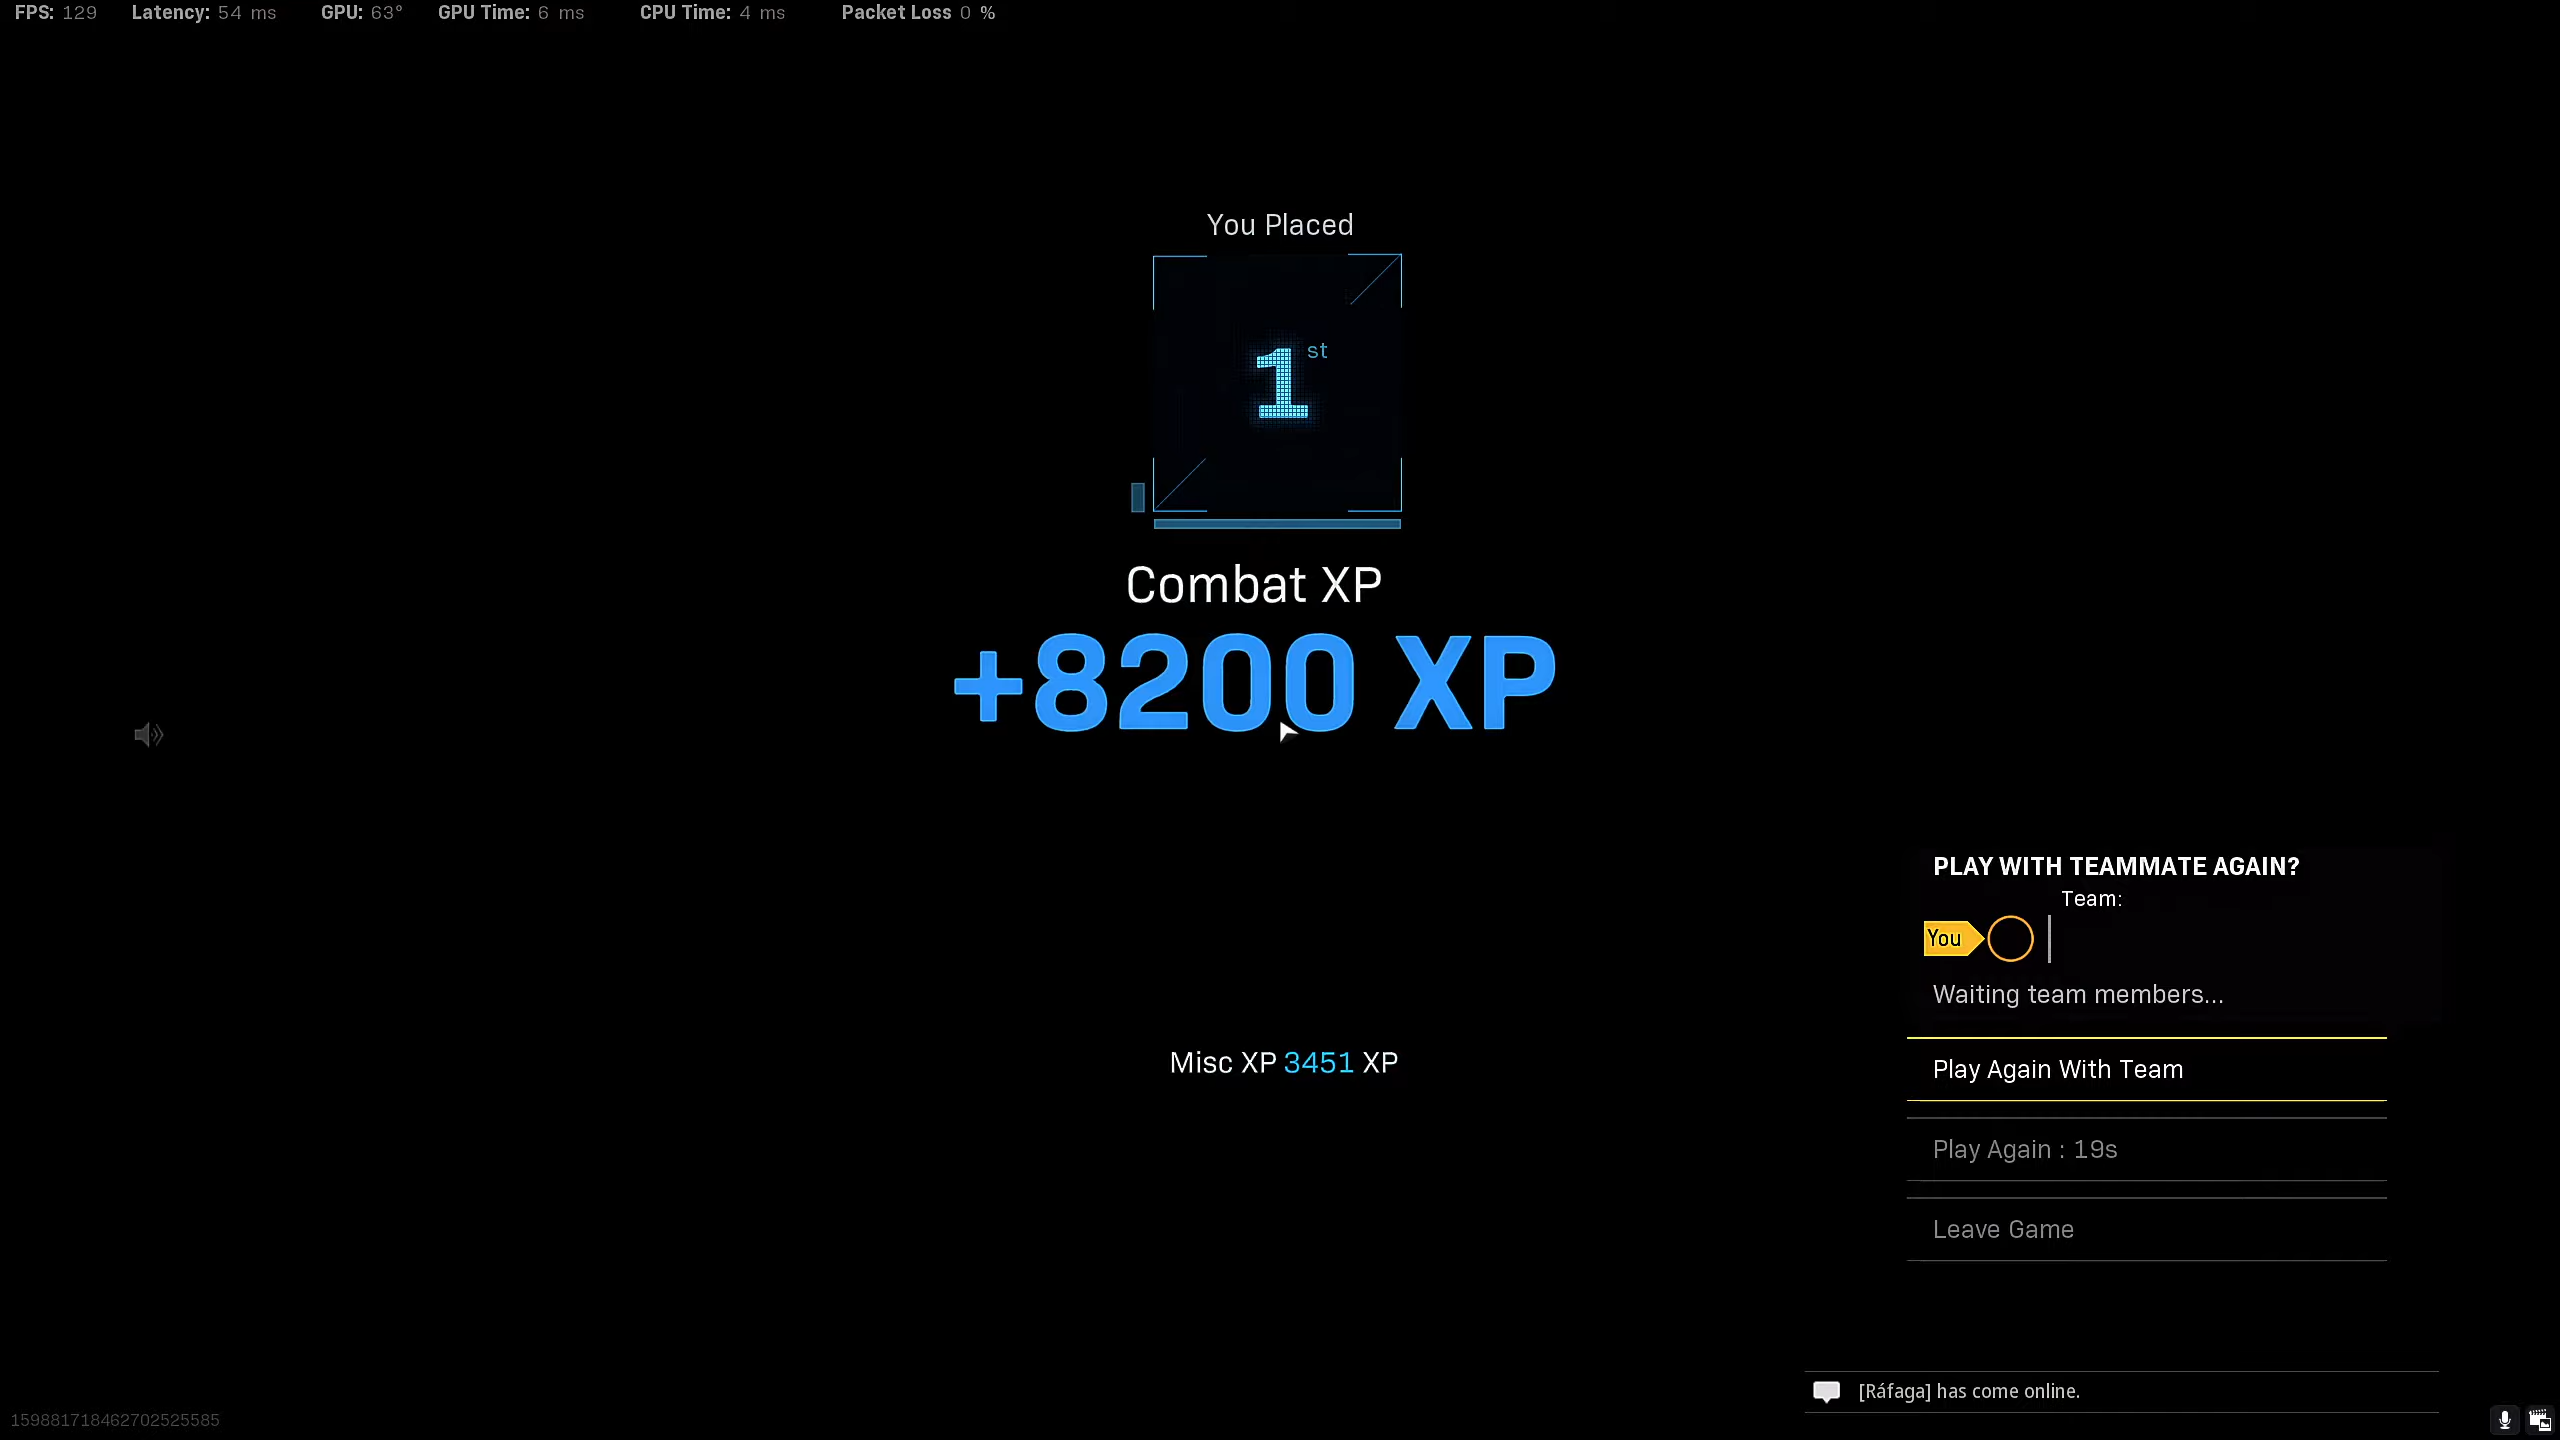 FPS: 129 Latency: 54 ms GPU: 63° GPU Time: 6 ms CPU Time: 4 ms Packet Loss 0 %
You Placed
1st
Combat XP
+8200 XP
Misc XP 3451 XP
PLAY WITH TEAMMATE AGAIN?
Team:
You
Waiting team members...
Play Again With Team
Play Again : 19s
Leave Game
[Ráfaga] has come online.
159881718462702525585